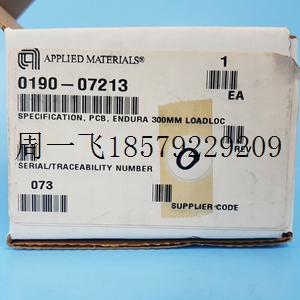 APPLIED MATERIALS®
1
0190-07213
EA
SPECIFICATION, PCB, ENDURA 300MM LOADLOC
周一飞18579229209
0
REV
SERIAL/TRACEABILITY NUMBER
073
SUPPLIER CODE